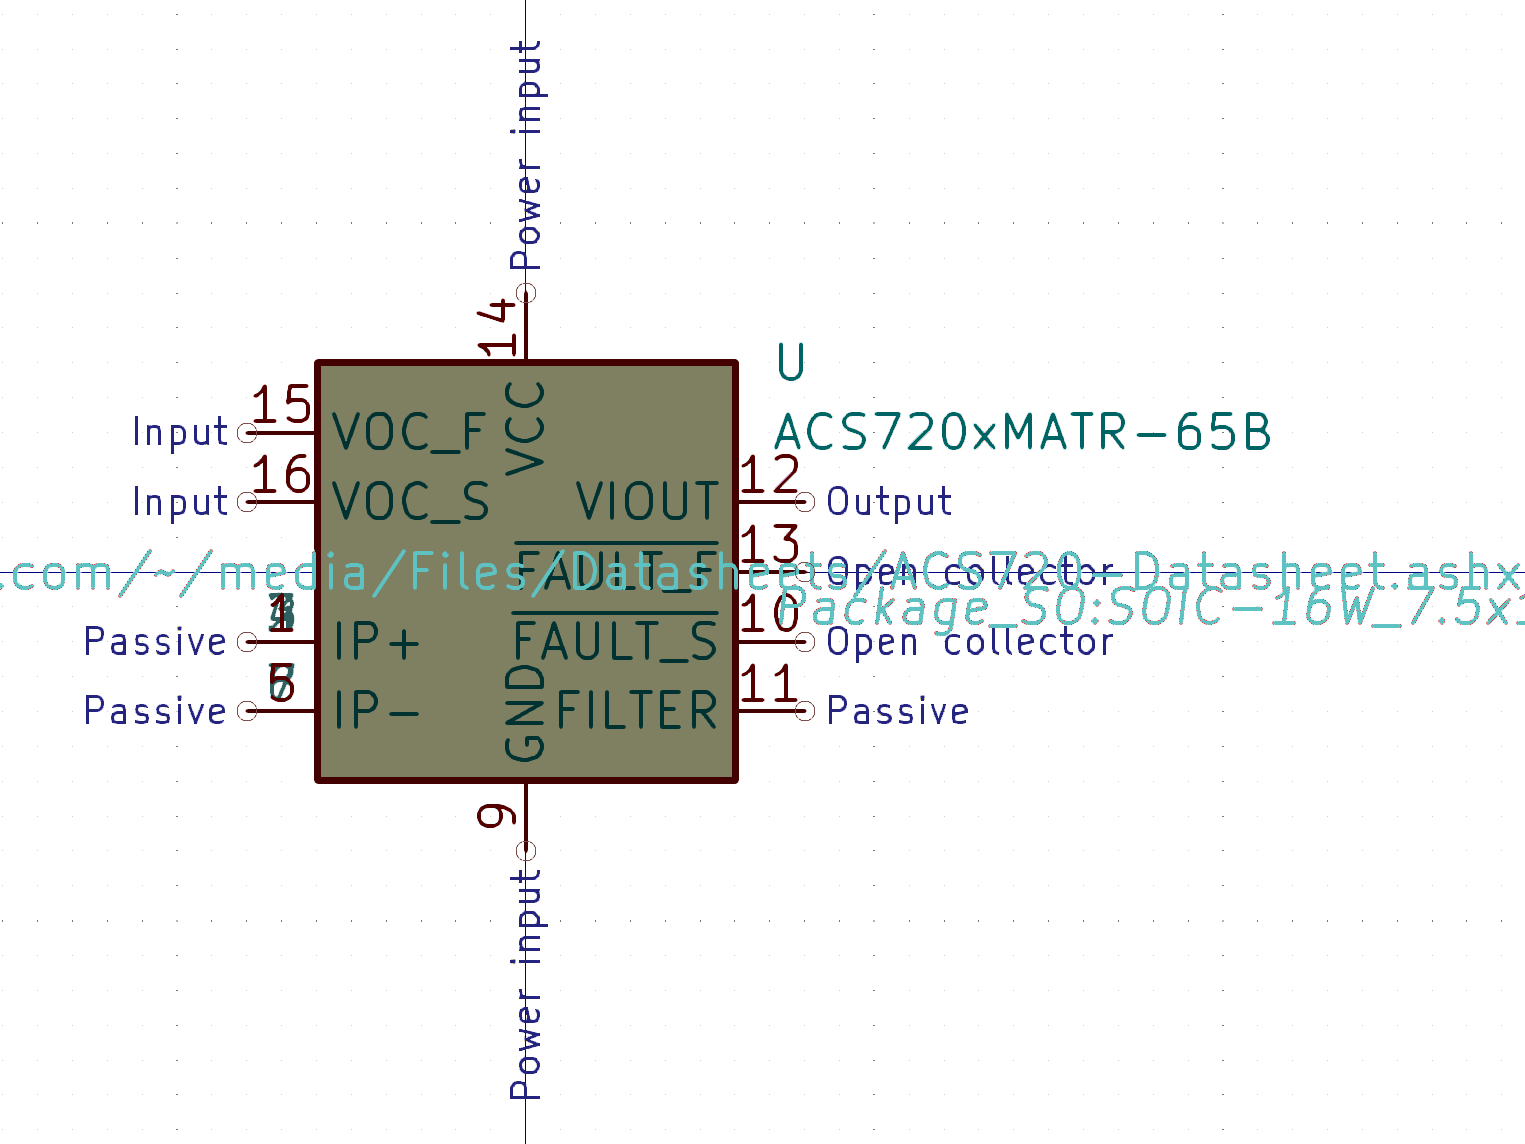 Power input
14
U
15
Input
VOC_F
VCC
ACS720xMATR-65B
16
Input
VOC_S
VIOUT
12
Output
FAULT_F
13
Open collector
.com/~/media/Files/Datasheets/ACS720-Datasheet.ashx
Package_SO:SOIC-16W_7.5x1
1
Passive
IP+
FAULT_S
10
Open collector
5
Passive
IP-
GND
FILTER
11
Passive
9
Power input